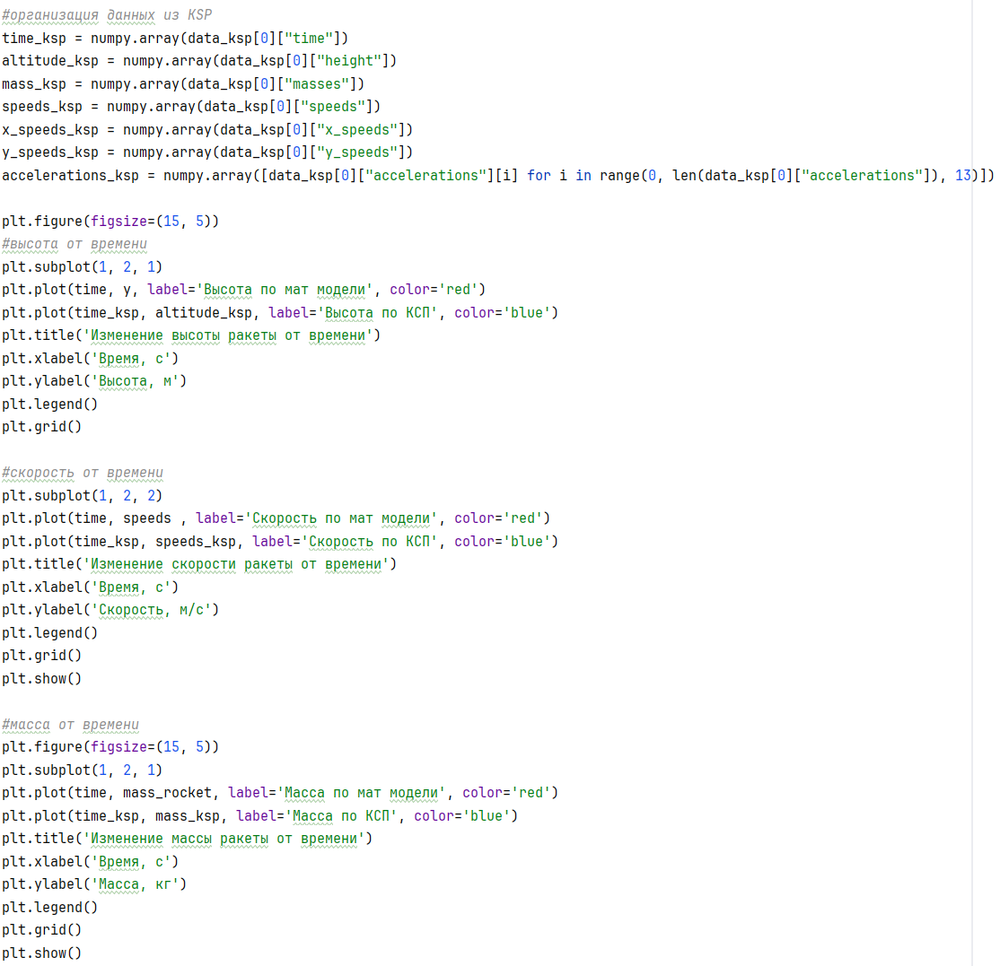 #организация данных из KSP
time_ksp = numpy.array(data_ksp[0]["time"])
altitude_ksp = numpy.array(data_ksp[0]["height"])
mass_ksp = numpy.array(data_ksp[0]["masses"])
speeds_ksp = numpy.array(data_ksp[0]["speeds"])
x_speeds_ksp = numpy.array(data_ksp[0]["x_speeds"])
y_speeds_ksp = numpy.array(data_ksp[0]["y_speeds"])
accelerations_ksp = numpy.array([data_ksp[0]["accelerations"][i] for i in range(0, len(data_ksp[0]["accelerations"]), 13)])
plt.figure(figsize=(15, 5))
#высота от времени
plt.subplot(1, 2, 1)
plt.plot(time, y, label='Высота по мат модели', color='red')
plt.plot(time_ksp, altitude_ksp, label='Высота по КСП', color='blue')
plt.title('Изменение высоты ракеты от времени')
plt.xlabel('Время, с')
plt.ylabel('Высота, м')
plt.legend()
plt.grid()
#скорость от времени
plt.subplot(1, 2, 2)
plt.plot(time, speeds , label='Скорость по мат модели', color='red')
plt.plot(time_ksp, speeds_ksp, label='Скорость по КСП', color='blue')
plt.title('Изменение скорости ракеты от времени')
plt.xlabel('Время, с')
plt.ylabel('Скорость, м/с')
plt.legend()
plt.grid()
plt.show()
#масса от времени
plt.figure(figsize=(15, 5))
plt.subplot(1, 2, 1)
plt.plot(time, mass_rocket, label='Масса по мат модели', color='red')
plt.plot(time_ksp, mass_ksp, label='Масса по КСП', color='blue')
plt.title('Изменение массы ракеты от времени')
plt.xlabel('Время, с')
plt.ylabel('Масса, кг')
plt.legend()
plt.grid()
plt.show()